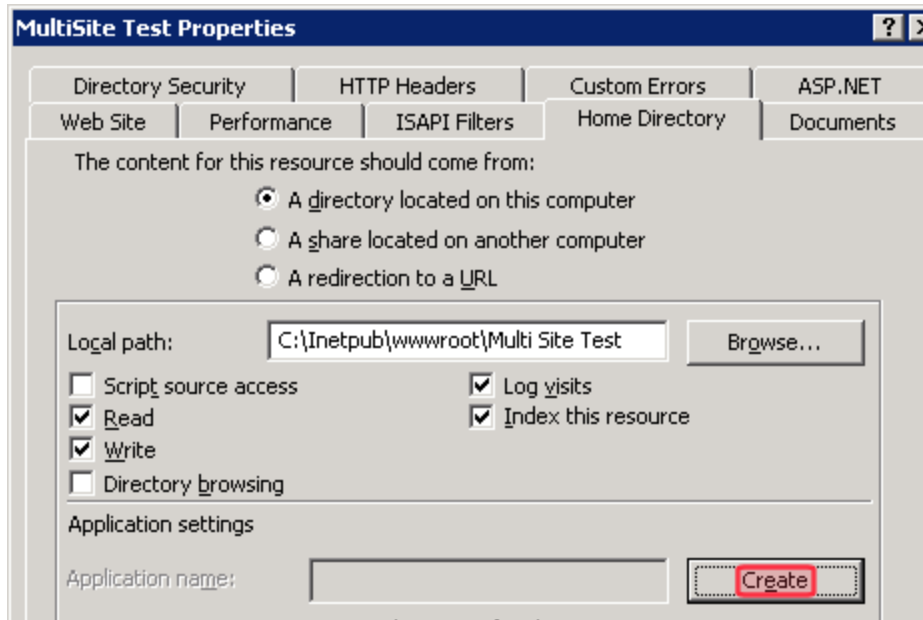 MultiSite Test Properties
Directory Security HTTP Headers Custom Errors ASP.NET
Web Site Performance ISAPI Filters Home Directory Documents
The content for this resource should come from:
A directory located on this computer
A share located on another computer
A redirection to a URL
Local path: C:\Inetpub\wwwroot\Multi Site Test Browse...
Script source access Log visits
Read Index this resource
Write
Directory browsing
Application settings
Application name: Create